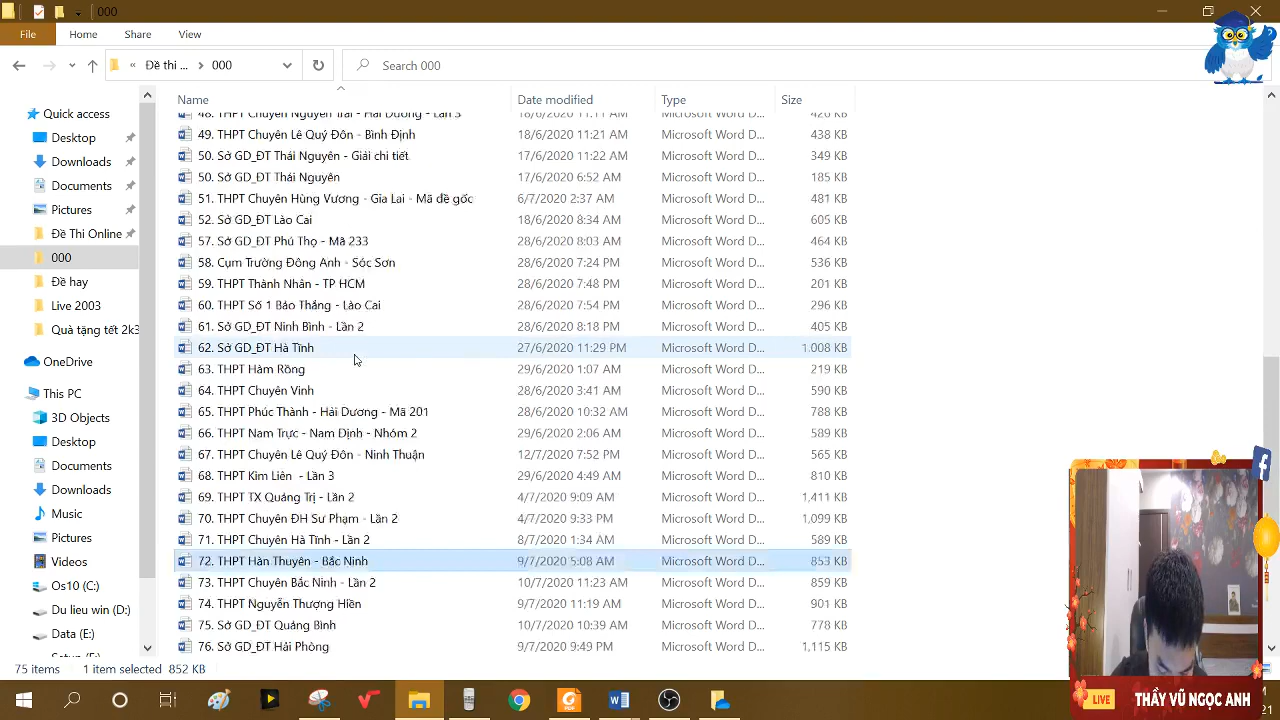 000
File Home Share View
« Đề thi ... › 000 Search 000
Name Date modified Type Size
Quick access
Desktop
Downloads
Documents
Pictures
Đề Thi Online
000
Đề hay
Live 2003
Quà tặng tết 2k3
OneDrive
This PC
3D Objects
Desktop
Documents
Downloads
Music
Pictures
Videos
Os10 (C:)
Du lieu win (D:)
Data (E:)
48. THPT Chuyên Nguyễn Trãi - Hải Dương - Lần 3 18/6/2020 11:11 AM Microsoft Word D... 420 KB
49. THPT Chuyên Lê Quý Đôn - Bình Định 18/6/2020 11:21 AM Microsoft Word D... 438 KB
50. Sở GD_ĐT Thái Nguyên - Giải chi tiết 17/6/2020 11:22 AM Microsoft Word D... 349 KB
50. Sở GD_ĐT Thái Nguyên 17/6/2020 6:52 AM Microsoft Word D... 185 KB
51. THPT Chuyên Hùng Vương - Gia Lai - Mã đề gốc 6/7/2020 2:37 AM Microsoft Word D... 481 KB
52. Sở GD_ĐT Lào Cai 18/6/2020 8:34 AM Microsoft Word D... 605 KB
57. Sở GD_ĐT Phú Thọ - Mã 233 28/6/2020 8:03 AM Microsoft Word D... 464 KB
58. Cụm Trường Đông Anh - Sóc Sơn 28/6/2020 7:24 PM Microsoft Word D... 536 KB
59. THPT Thành Nhân - TP HCM 28/6/2020 7:48 PM Microsoft Word D... 201 KB
60. THPT Số 1 Bảo Thắng - Lào Cai 28/6/2020 7:54 PM Microsoft Word D... 296 KB
61. Sở GD_ĐT Ninh Bình - Lần 2 28/6/2020 8:18 PM Microsoft Word D... 405 KB
62. Sở GD_ĐT Hà Tĩnh 27/6/2020 11:29 PM Microsoft Word D... 1.008 KB
63. THPT Hàm Rồng 29/6/2020 1:07 AM Microsoft Word D... 219 KB
64. THPT Chuyên Vinh 28/6/2020 3:41 AM Microsoft Word D... 590 KB
65. THPT Phúc Thành - Hải Dương - Mã 201 28/6/2020 10:32 AM Microsoft Word D... 788 KB
66. THPT Nam Trực - Nam Định - Nhóm 2 29/6/2020 2:06 AM Microsoft Word D... 589 KB
67. THPT Chuyên Lê Quý Đôn - Ninh Thuận 12/7/2020 7:52 PM Microsoft Word D... 565 KB
68. THPT Kim Liên - Lần 3 29/6/2020 4:49 AM Microsoft Word D... 810 KB
69. THPT TX Quảng Trị - Lần 2 4/7/2020 9:09 AM Microsoft Word D... 1,411 KB
70. THPT Chuyên ĐH Sư Phạm - Lần 2 4/7/2020 9:33 PM Microsoft Word D... 1,099 KB
71. THPT Chuyên Hà Tĩnh - Lần 2 8/7/2020 1:34 AM Microsoft Word D... 589 KB
72. THPT Hàn Thuyên - Bắc Ninh 9/7/2020 5:08 AM Microsoft Word D... 853 KB
73. THPT Chuyên Bắc Ninh - Lần 2 10/7/2020 11:23 AM Microsoft Word D... 859 KB
74. THPT Nguyễn Thượng Hiền 9/7/2020 11:19 AM Microsoft Word D... 901 KB
75. Sở GD_ĐT Quảng Bình 10/7/2020 10:39 AM Microsoft Word D... 778 KB
76. Sở GD_ĐT Hải Phòng 9/7/2020 9:49 PM Microsoft Word D... 1,115 KB
75 items 1 item selected 852 KB
LIVE THẦY VŨ NGỌC ANH